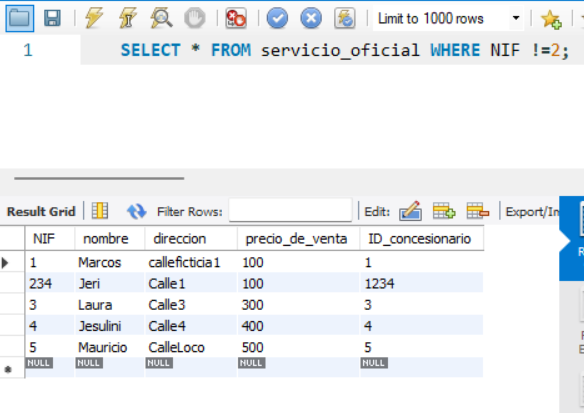 Limit to 1000 rows
1 SELECT * FROM servicio_oficial WHERE NIF !=2;
Result Grid Filter Rows: Edit: Export/In
NIF nombre direccion precio_de_venta ID_concesionario
1 Marcos calleficticia1 100 1
234 Jeri Calle1 100 1234
3 Laura Calle3 300 3
4 Jesulini Calle4 400 4
5 Mauricio CalleLoco 500 5
NULL NULL NULL NULL NULL